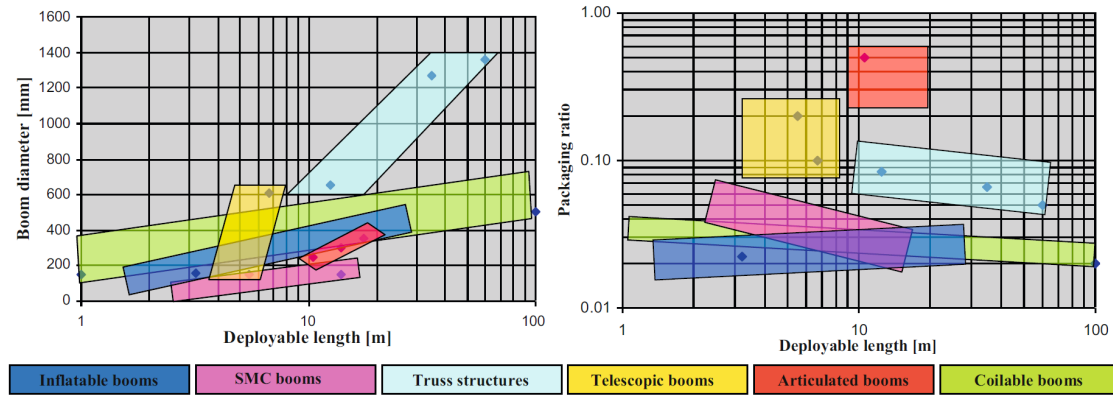 1600
1400
1200
1000
800
600
400
200
0
Boom diameter [mm]
1
10
100
Deployable length [m]
1.00
0.10
0.01
Packaging ratio
1
10
100
Deployable length [m]
Inflatable booms
SMC booms
Truss structures
Telescopic booms
Articulated booms
Coilable booms